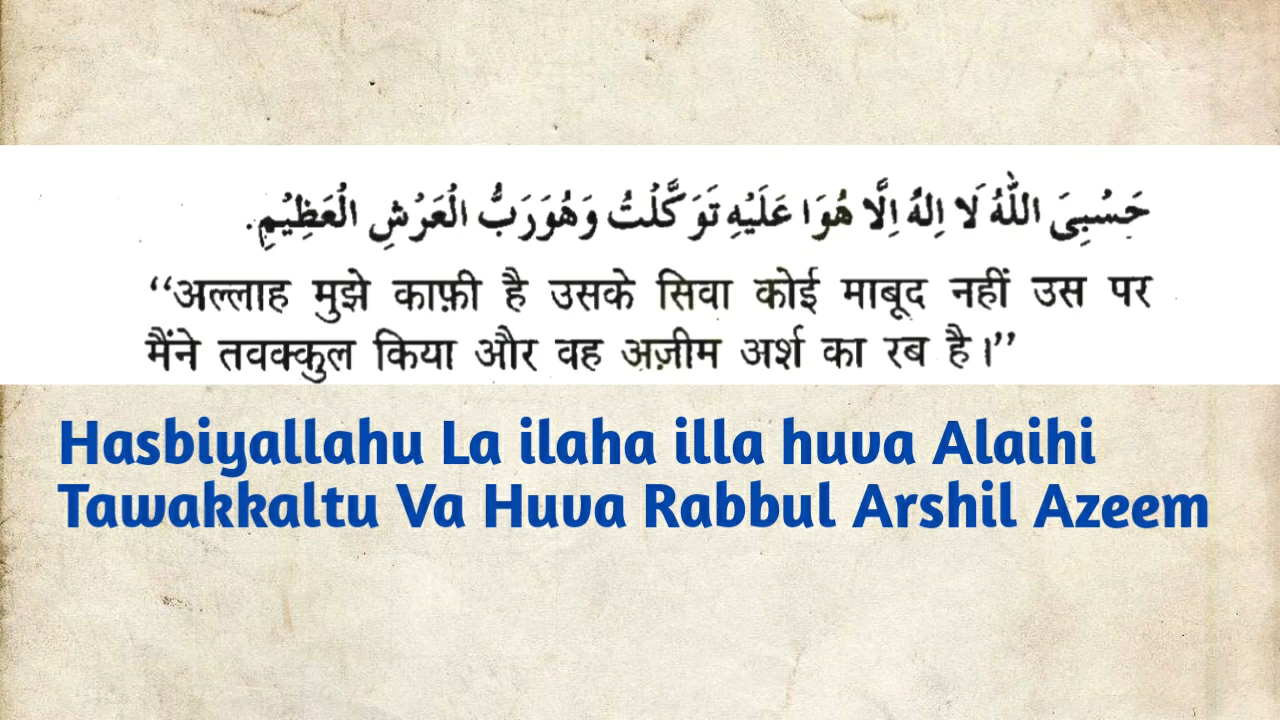 حَسْبِىَ اللّٰهُ لَا اِلهُ اِلَّا هُوَا عَلَيْهِ تَوَكَّلْتُ وَهُوَرَبُّ الْعَرْشِ الْعَظِيْمِ.
‘‘अल्लाह मुझे काफ़ी है उसके सिवा कोई माबूद नहीं उस पर
मैंने तवक्कुल किया और वह अज़ीम अर्श का रब है।’’
Hasbiyallahu La ilaha illa huva Alaihi
Tawakkaltu Va Huva Rabbul Arshil Azeem